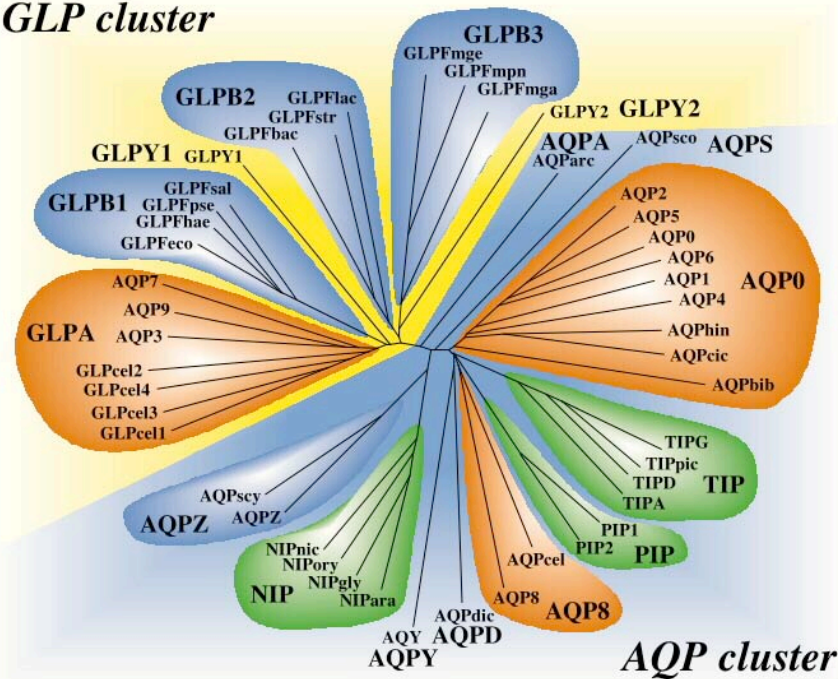 GLP cluster
GLPB3
GLPFmge
GLPFmpn
GLPFmga
GLPB2
GLPFlac
GLPFstr
GLPFbac
GLPY2 GLPY2
GLPY1 GLPY1
AQPA
AQParc
AQPsco AQPS
GLPB1
GLPFsal
GLPFpse
GLPFhae
GLPFeco
AQP2
AQP5
AQP0
AQP6
AQP1
AQP4
AQPhin
AQPcic
AQPbib
AQP0
GLPA
AQP7
AQP9
AQP3
GLPcel2
GLPcel4
GLPcel3
GLPcel1
TIPG
TIPpic
TIPD
TIPA
TIP
AQPscy
AQPZ
AQPZ
PIP1
PIP2
PIP
NIPnic
NIPory
NIPgly
NIPara
NIP
AQPcel
AQP8
AQP8
AQPdic
AQPD
AQY
AQPY
AQP cluster